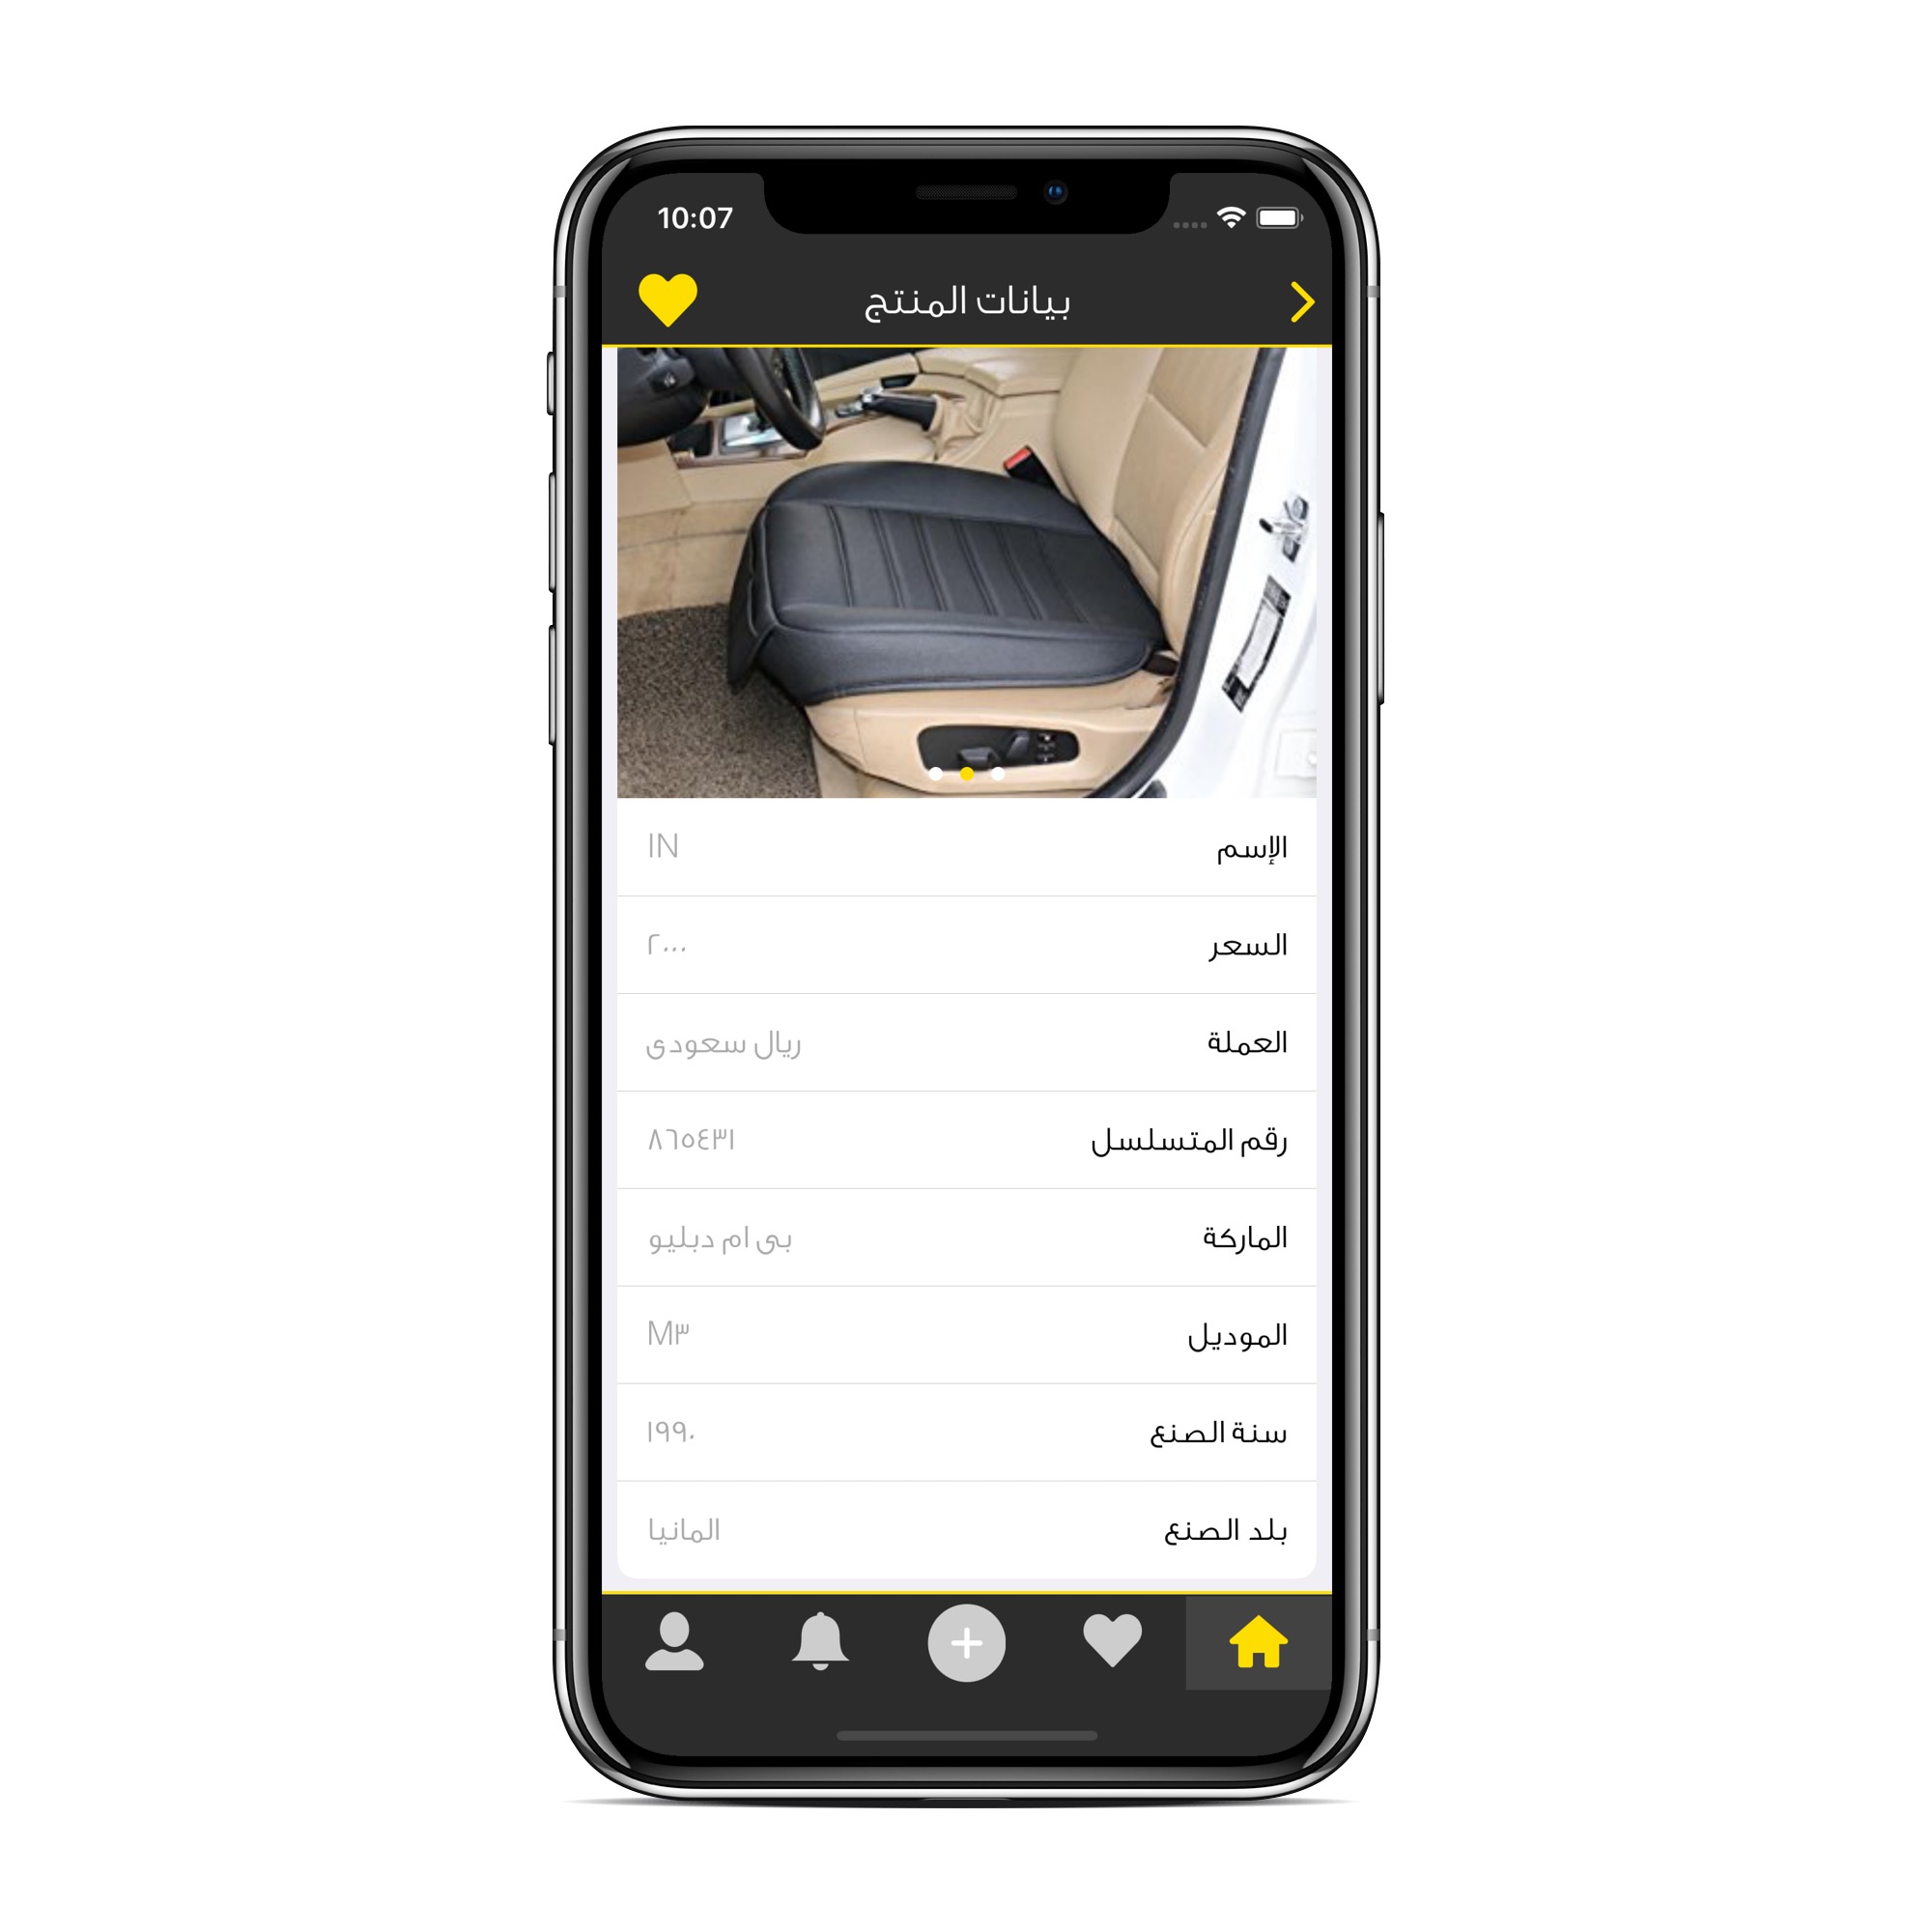 10:07
بيانات المنتج
الإسم IN
السعر ٢٠٠٠
العملة ريال سعودى
رقم المتسلسل ٨٦٥٤٣١
الماركة بى ام دبليو
الموديل M٣
سنة الصنع ١٩٩٠
بلد الصنع المانيا